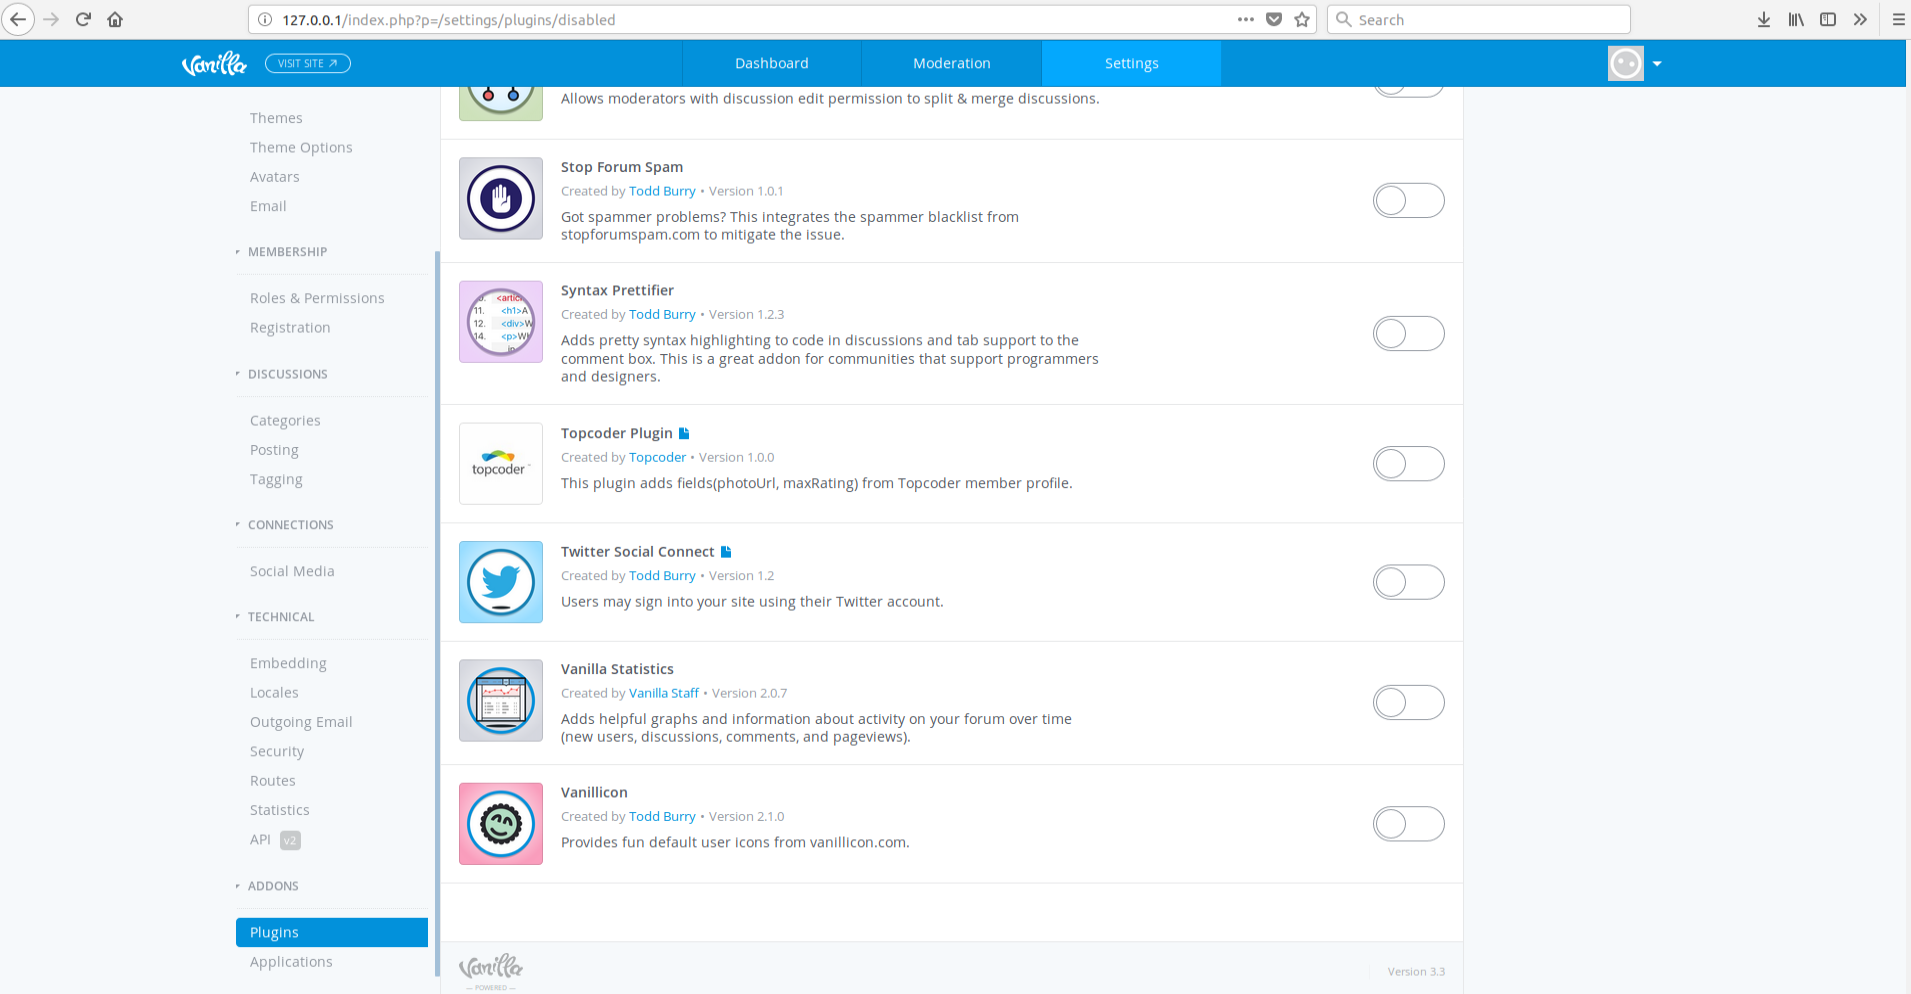 127.0.0.1/index.php?p=/settings/plugins/disabled
Search
Vanilla
VISIT SITE
Dashboard
Moderation
Settings
Themes
Theme Options
Avatars
Email
MEMBERSHIP
Roles & Permissions
Registration
DISCUSSIONS
Categories
Posting
Tagging
CONNECTIONS
Social Media
TECHNICAL
Embedding
Locales
Outgoing Email
Security
Routes
Statistics
API v2
ADDONS
Plugins
Applications
Allows moderators with discussion edit permission to split & merge discussions.
Stop Forum Spam
Created by Todd Burry • Version 1.0.1
Got spammer problems? This integrates the spammer blacklist from
stopforumspam.com to mitigate the issue.
<artic
11. <h1>A
12. <div>W
14. <p>Wh
in
Syntax Prettifier
Created by Todd Burry • Version 1.2.3
Adds pretty syntax highlighting to code in discussions and tab support to the
comment box. This is a great addon for communities that support programmers
and designers.
topcoder
Topcoder Plugin
Created by Topcoder • Version 1.0.0
This plugin adds fields(photoUrl, maxRating) from Topcoder member profile.
Twitter Social Connect
Created by Todd Burry • Version 1.2
Users may sign into your site using their Twitter account.
Vanilla Statistics
Created by Vanilla Staff • Version 2.0.7
Adds helpful graphs and information about activity on your forum over time
(new users, discussions, comments, and pageviews).
Vanillicon
Created by Todd Burry • Version 2.1.0
Provides fun default user icons from vanillicon.com.
Vanilla
— POWERED —
Version 3.3